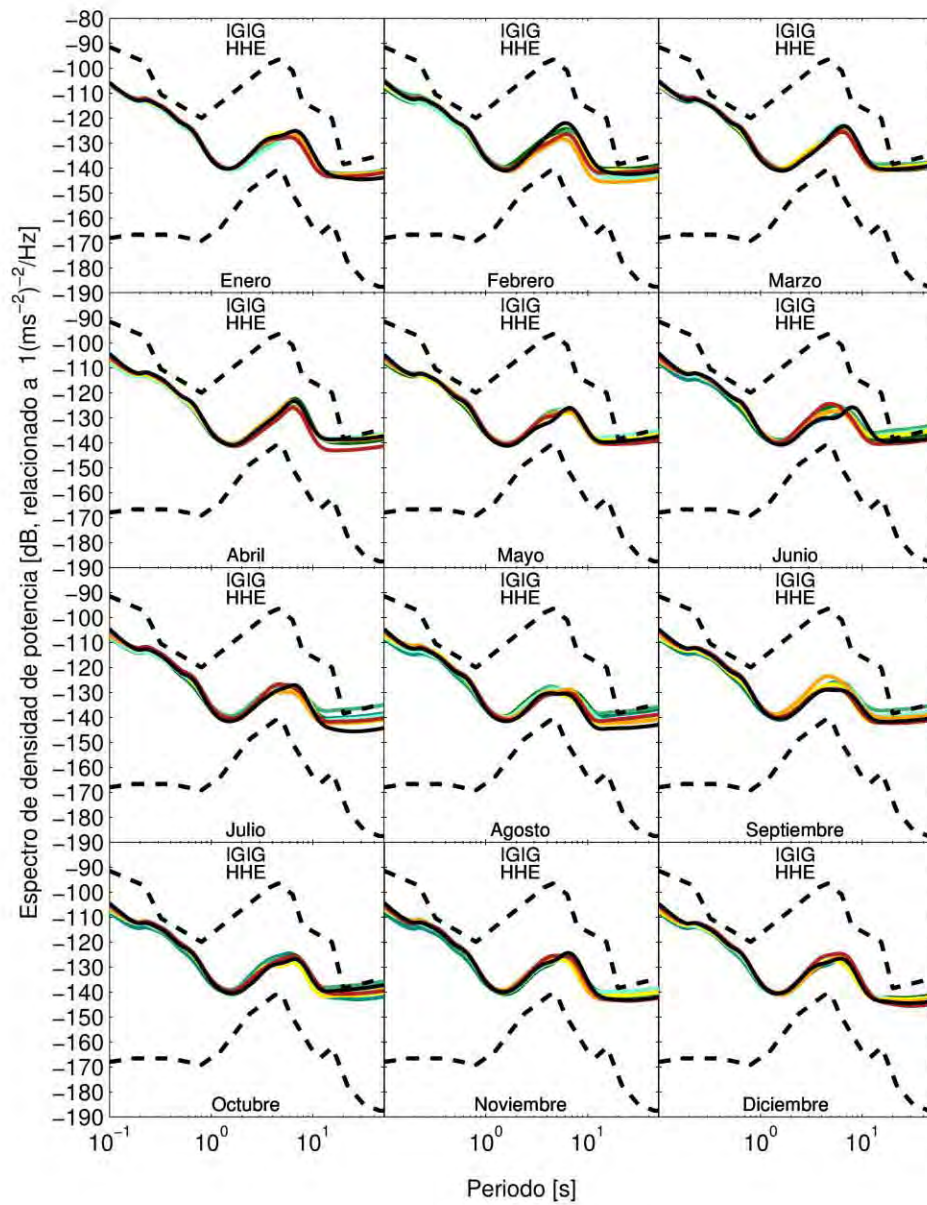 Espectro de densidad de potencia [dB, relacionado a 1(ms⁻²)⁻²/Hz]
−80
−90
−100
−110
−120
−130
−140
−150
−160
−170
−180
−190
IGIG
HHE
Enero
IGIG
HHE
Febrero
IGIG
HHE
Marzo
−90
−100
−110
−120
−130
−140
−150
−160
−170
−180
−190
IGIG
HHE
Abril
IGIG
HHE
Mayo
IGIG
HHE
Junio
−90
−100
−110
−120
−130
−140
−150
−160
−170
−180
−190
IGIG
HHE
Julio
IGIG
HHE
Agosto
IGIG
HHE
Septiembre
−90
−100
−110
−120
−130
−140
−150
−160
−170
−180
−190
IGIG
HHE
Octubre
IGIG
HHE
Noviembre
IGIG
HHE
Diciembre
10⁻¹ 10⁰ 10¹ 10⁰ 10¹ 10⁰ 10¹
Periodo [s]